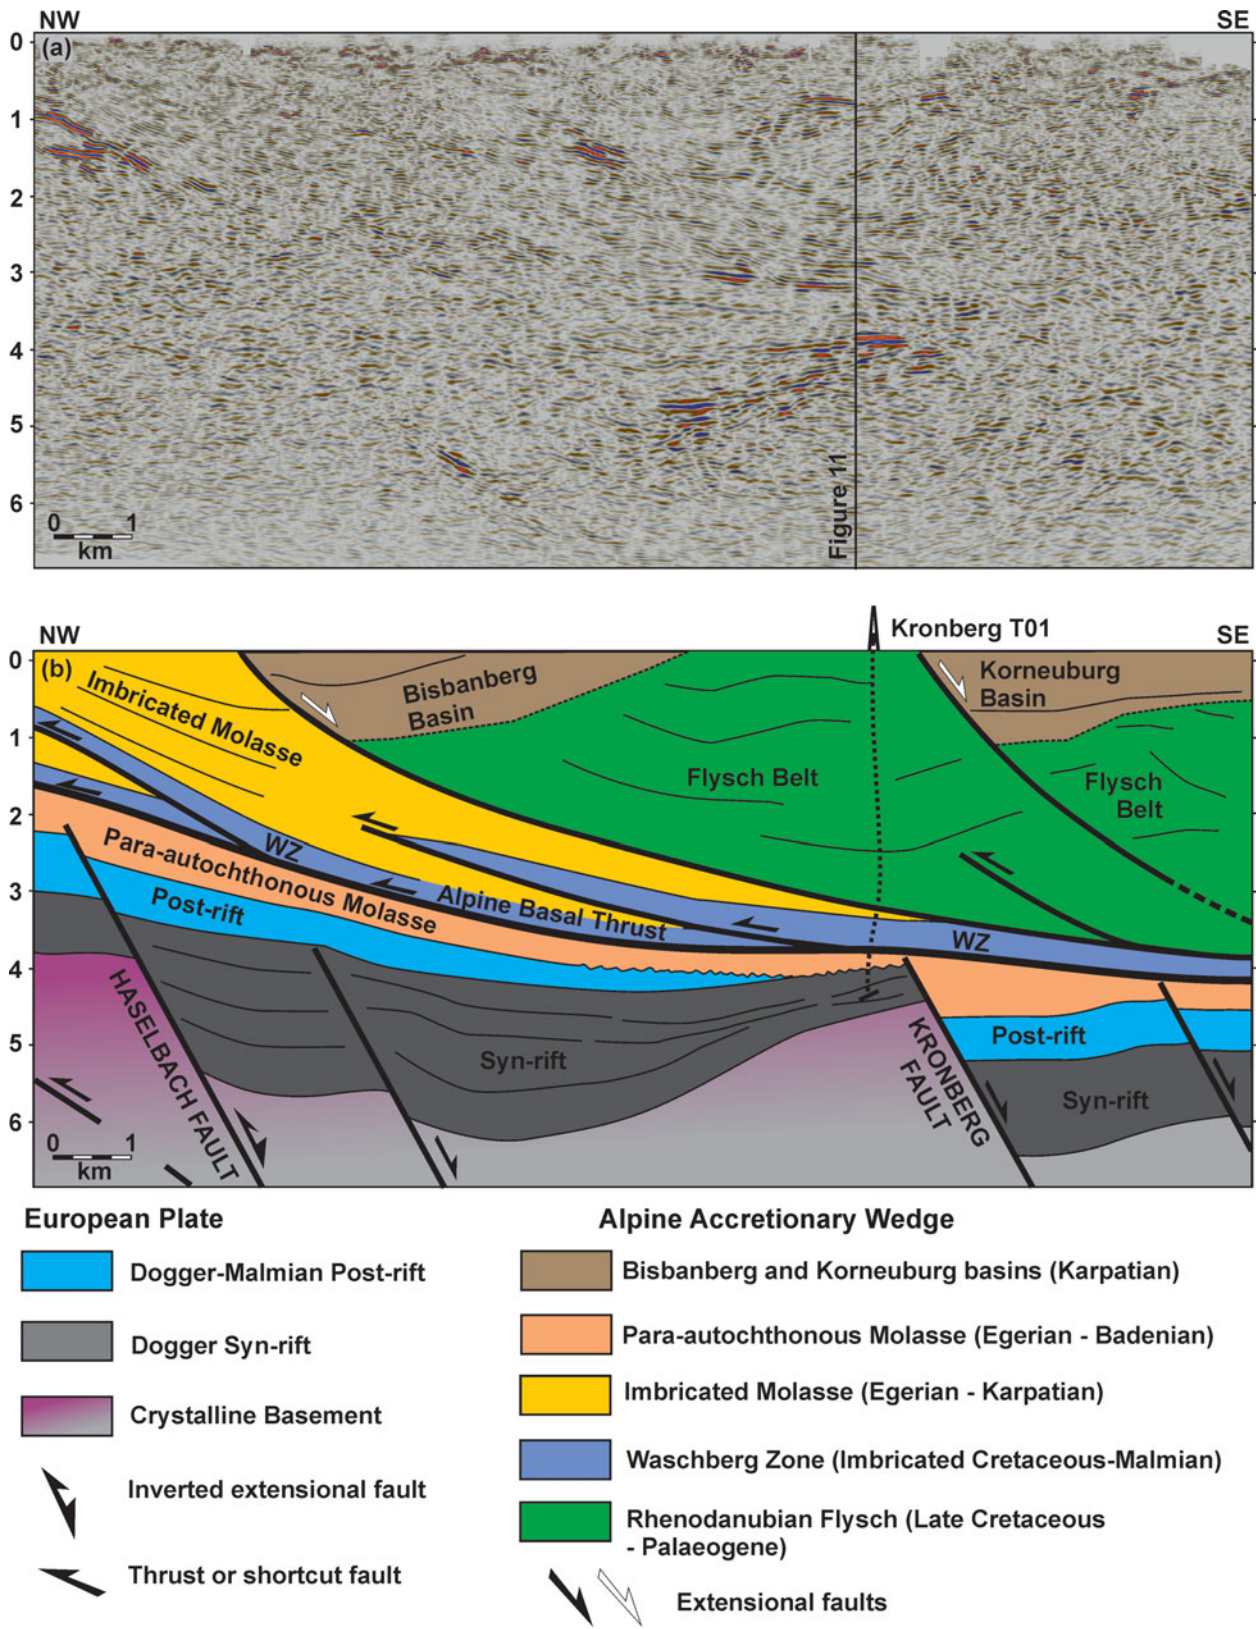 NW
SE
(a)
0
1
2
3
4
5
6
0 1
km
Figure 11
Kronberg T01
NW
SE
(b)
0
1
2
3
4
5
6
Imbricated Molasse
Bisbanberg
Basin
Korneuburg
Basin
Flysch Belt
Flysch
Belt
WZ
Para-autochthonous Molasse
Alpine Basal Thrust
WZ
Post-rift
HASELBACH FAULT
Syn-rift
KRONBERG
FAULT
Post-rift
Syn-rift
0 1
km
European Plate
Dogger-Malmian Post-rift
Dogger Syn-rift
Crystalline Basement
Inverted extensional fault
Thrust or shortcut fault
Alpine Accretionary Wedge
Bisbanberg and Korneuburg basins (Karpatian)
Para-autochthonous Molasse (Egerian - Badenian)
Imbricated Molasse (Egerian - Karpatian)
Waschberg Zone (Imbricated Cretaceous-Malmian)
Rhenodanubian Flysch (Late Cretaceous
- Palaeogene)
Extensional faults